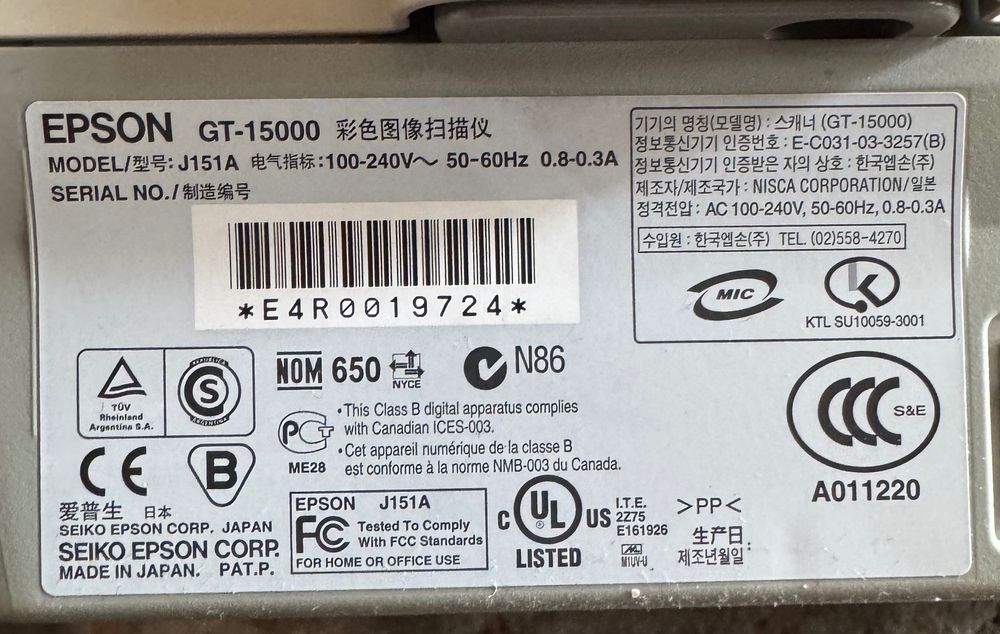 EPSON GT-15000 彩色图像扫描仪
MODEL/型号: J151A 电气指标:100-240V～ 50-60Hz 0.8-0.3A
SERIAL NO./制造编号
*E4R0019724*
기기의 명칭(모델명) : 스캐너 (GT-15000)
정보통신기기 인증번호 : E-C031-03-3257(B)
정보통신기기 인증받은 자의 상호 : 한국엡손(주)
제조자/제조국가 : NISCA CORPORATION/일본
정격전압 : AC 100-240V, 50-60Hz, 0.8-0.3A
수입원 : 한국엡손(주) TEL. (02)558-4270
MIC
K
KTL SU10059-3001
TÜV
Rheinland
Argentina S.A.
REPUBLICA
S
ARGENTINA
NOM 650 NYCE
N86
PCT
ME28
•This Class B digital apparatus complies
with Canadian ICES-003.
•Cet appareil numérique de la classe B
est conforme à la norme NMB-003 du Canada.
CCC S&E
A011220
CE B
爱普生 日本
SEIKO EPSON CORP. JAPAN
SEIKO EPSON CORP.
MADE IN JAPAN. PAT.P.
EPSON J151A
FC Tested To Comply
With FCC Standards
FOR HOME OR OFFICE USE
C UL US
LISTED
I.T.E.
2Z75
E161926
M1UV-U
>PP<
生产日:
제조년월일: